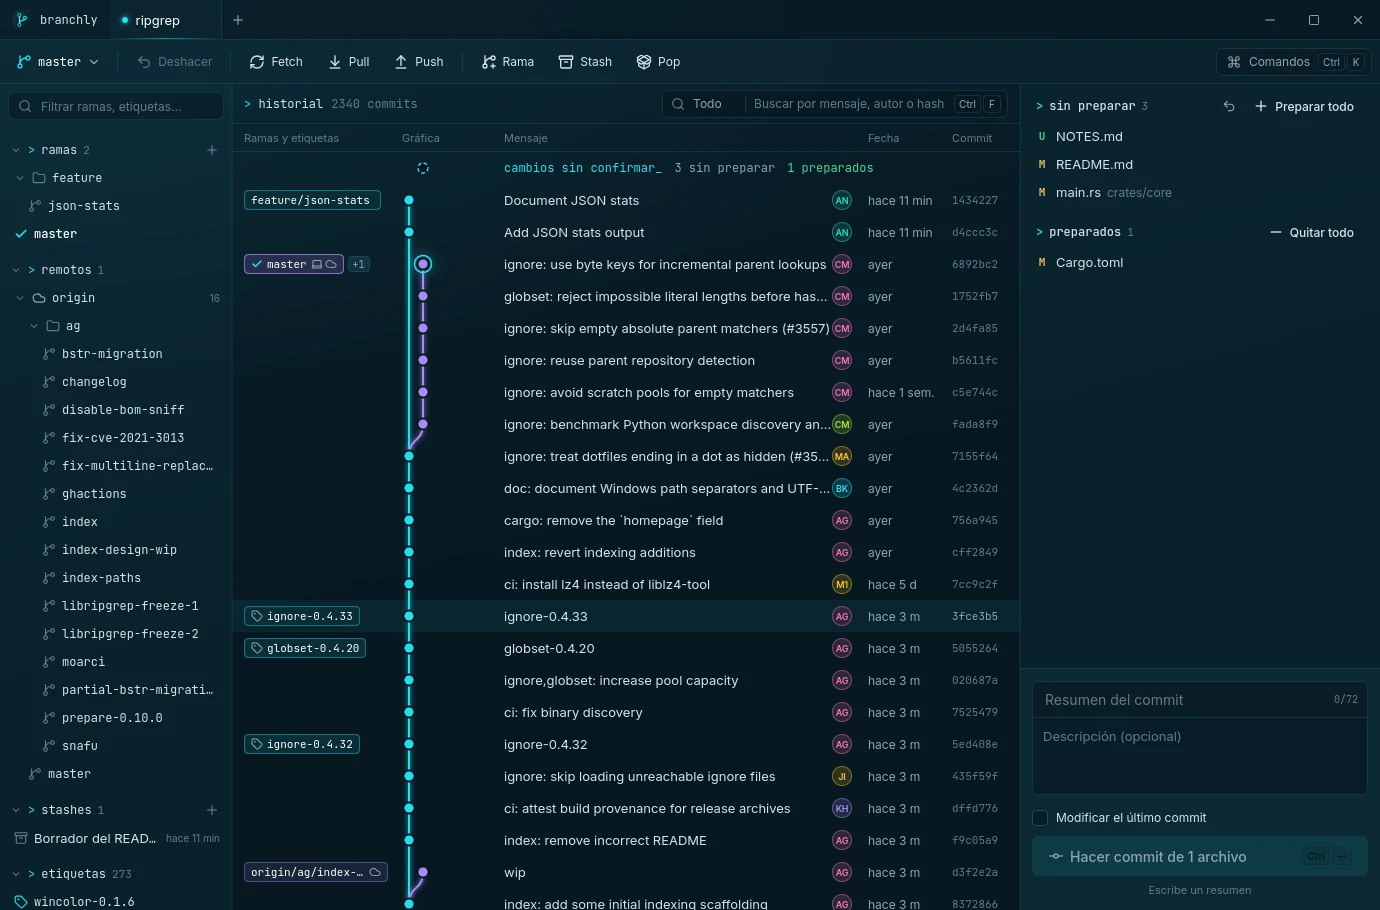 branchly
ripgrep
master
Deshacer
Fetch
Pull
Push
Rama
Stash
Pop
Comandos Ctrl K
Filtrar ramas, etiquetas...
> ramas 2
feature
json-stats
master
> remotos 1
origin 16
ag
bstr-migration
changelog
disable-bom-sniff
fix-cve-2021-3013
fix-multiline-replac…
ghactions
index
index-design-wip
index-paths
libripgrep-freeze-1
libripgrep-freeze-2
moarci
partial-bstr-migrati…
prepare-0.10.0
snafu
master
> stashes 1
Borrador del READ… hace 11 min
> etiquetas 273
wincolor-0.1.6
> historial 2340 commits
Todo Buscar por mensaje, autor o hash Ctrl F
Ramas y etiquetas Gráfica Mensaje Fecha Commit
cambios sin confirmar_ 3 sin preparar 1 preparados
feature/json-stats Document JSON stats AN hace 11 min 1434227
Add JSON stats output AN hace 11 min d4ccc3c
master +1 ignore: use byte keys for incremental parent lookups CM ayer 6892bc2
globset: reject impossible literal lengths before has… CM ayer 1752fb7
ignore: skip empty absolute parent matchers (#3557) CM ayer 2d4fa85
ignore: reuse parent repository detection CM ayer b5611fc
ignore: avoid scratch pools for empty matchers CM hace 1 sem. c5e744c
ignore: benchmark Python workspace discovery an… CM ayer fada8f9
ignore: treat dotfiles ending in a dot as hidden (#35… MA ayer 7155f64
doc: document Windows path separators and UTF-… BK ayer 4c2362d
cargo: remove the `homepage` field AG ayer 756a945
index: revert indexing additions AG ayer cff2849
ci: install lz4 instead of liblz4-tool M1 hace 5 d 7cc9c2f
ignore-0.4.33 ignore-0.4.33 AG hace 3 m 3fce3b5
globset-0.4.20 globset-0.4.20 AG hace 3 m 5055264
ignore,globset: increase pool capacity AG hace 3 m 020687a
ci: fix binary discovery AG hace 3 m 7525479
ignore-0.4.32 ignore-0.4.32 AG hace 3 m 5ed408e
ignore: skip loading unreachable ignore files JI hace 3 m 435f59f
ci: attest build provenance for release archives KH hace 3 m dffd776
index: remove incorrect README AG hace 3 m f9c05a9
origin/ag/index-… wip AG hace 3 m d3f2e2a
index: add some initial indexing scaffolding AG hace 3 m 8372866
> sin preparar 3 Preparar todo
U NOTES.md
M README.md
M main.rs crates/core
> preparados 1 Quitar todo
M Cargo.toml
Resumen del commit 0/72
Descripción (opcional)
Modificar el último commit
Hacer commit de 1 archivo Ctrl
Escribe un resumen